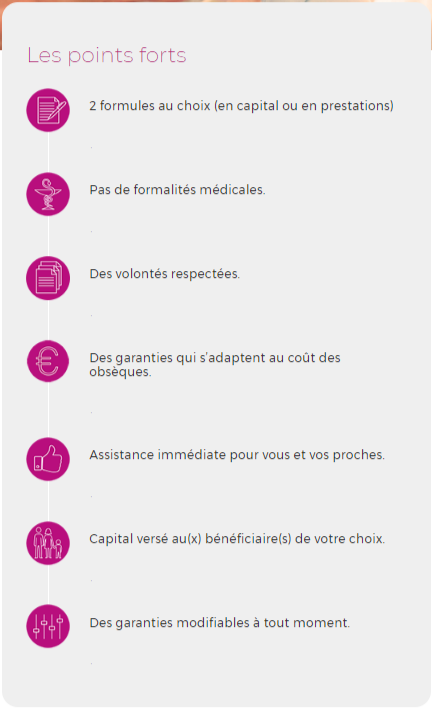 Les points forts
2 formules au choix (en capital ou en prestations)
.
Pas de formalités médicales.
.
Des volontés respectées.
.
Des garanties qui s'adaptent au coût des
obsèques.
.
Assistance immédiate pour vous et vos proches.
.
Capital versé au(x) bénéficiaire(s) de votre choix.
.
Des garanties modifiables à tout moment.
.